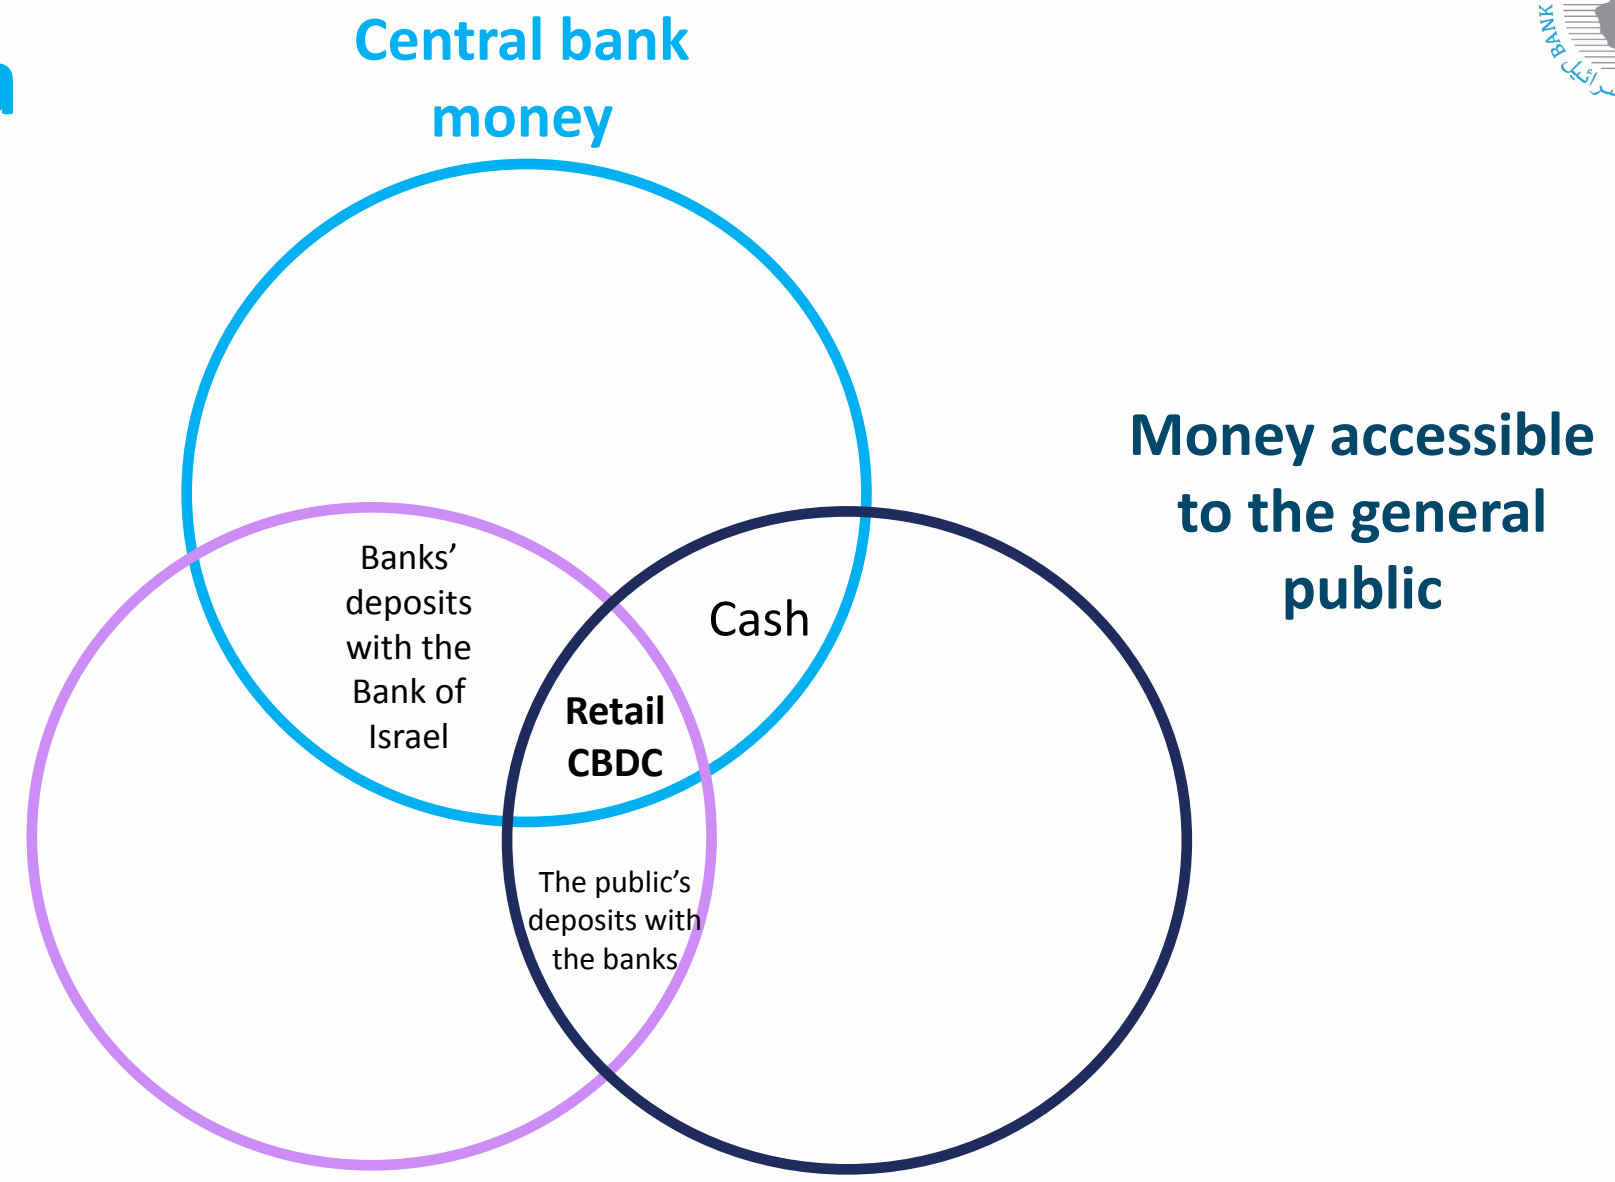 Central bank
money
BANK
Money accessible
to the general
public
Banks’
deposits
with the
Bank of
Israel
Cash
Retail
CBDC
The public’s
deposits with
the banks